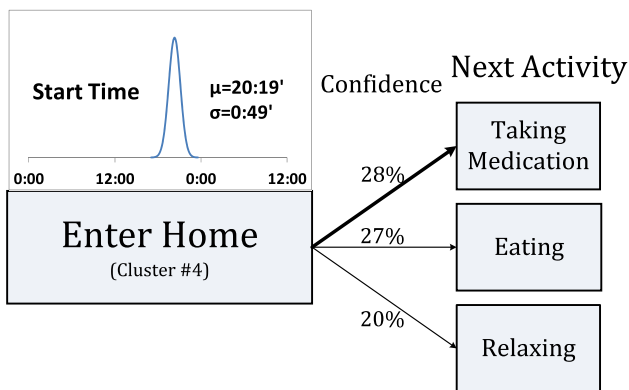 Start Time
μ=20:19'
σ=0:49'
0:00 12:00 0:00 12:00
Enter Home
(Cluster #4)
Confidence
28%
27%
20%
Next Activity
Taking
Medication
Eating
Relaxing